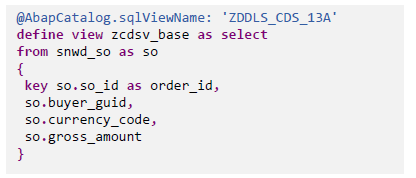 @AbapCatalog.sqlViewName: 'ZDDLS_CDS_13A'
define view zcdsv_base as select
from snwd_so as so
{
 key so.so_id as order_id,
 so.buyer_guid,
 so.currency_code,
 so.gross_amount
}